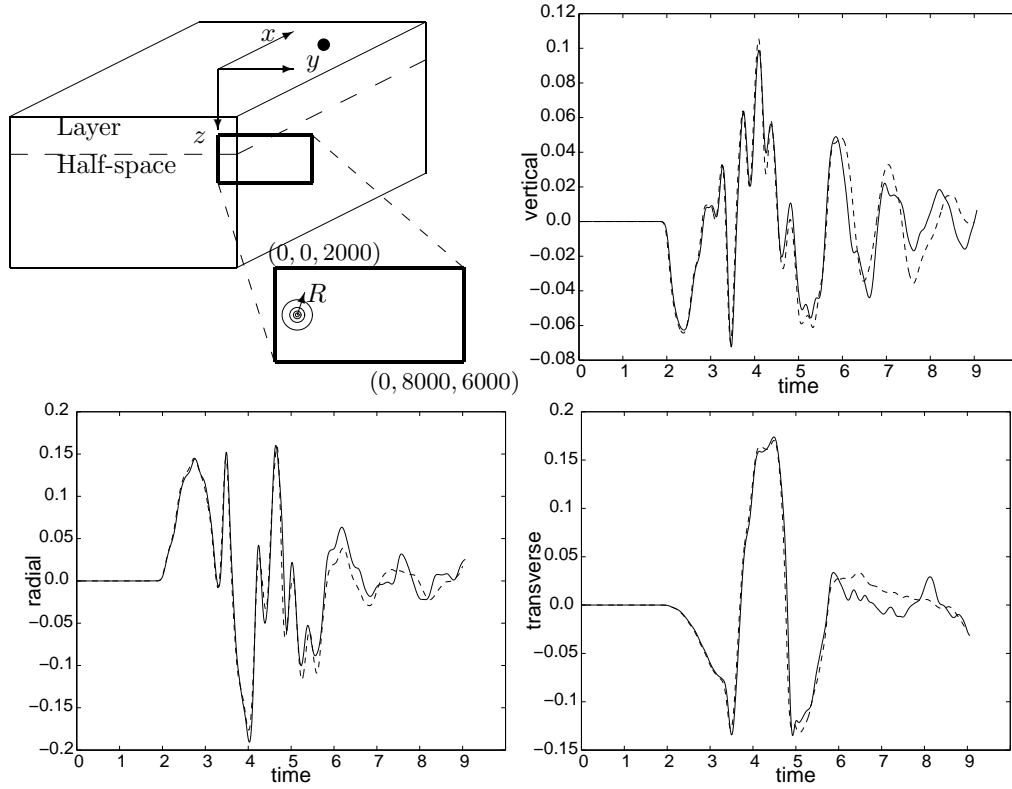 x
y
z
Layer
Half-space
(0, 0, 2000)
R
(0, 8000, 6000)
0.12
0.1
0.08
0.06
0.04
0.02
0.0
−0.02
−0.04
−0.06
−0.08
vertical
0 1 2 3 4 5 6 7 8 9
time
0.2
0.15
0.1
0.05
0.0
−0.05
−0.1
−0.15
−0.2
radial
0 1 2 3 4 5 6 7 8 9
time
0.2
0.15
0.1
0.05
0.0
−0.05
−0.1
−0.15
transverse
0 1 2 3 4 5 6 7 8 9
time